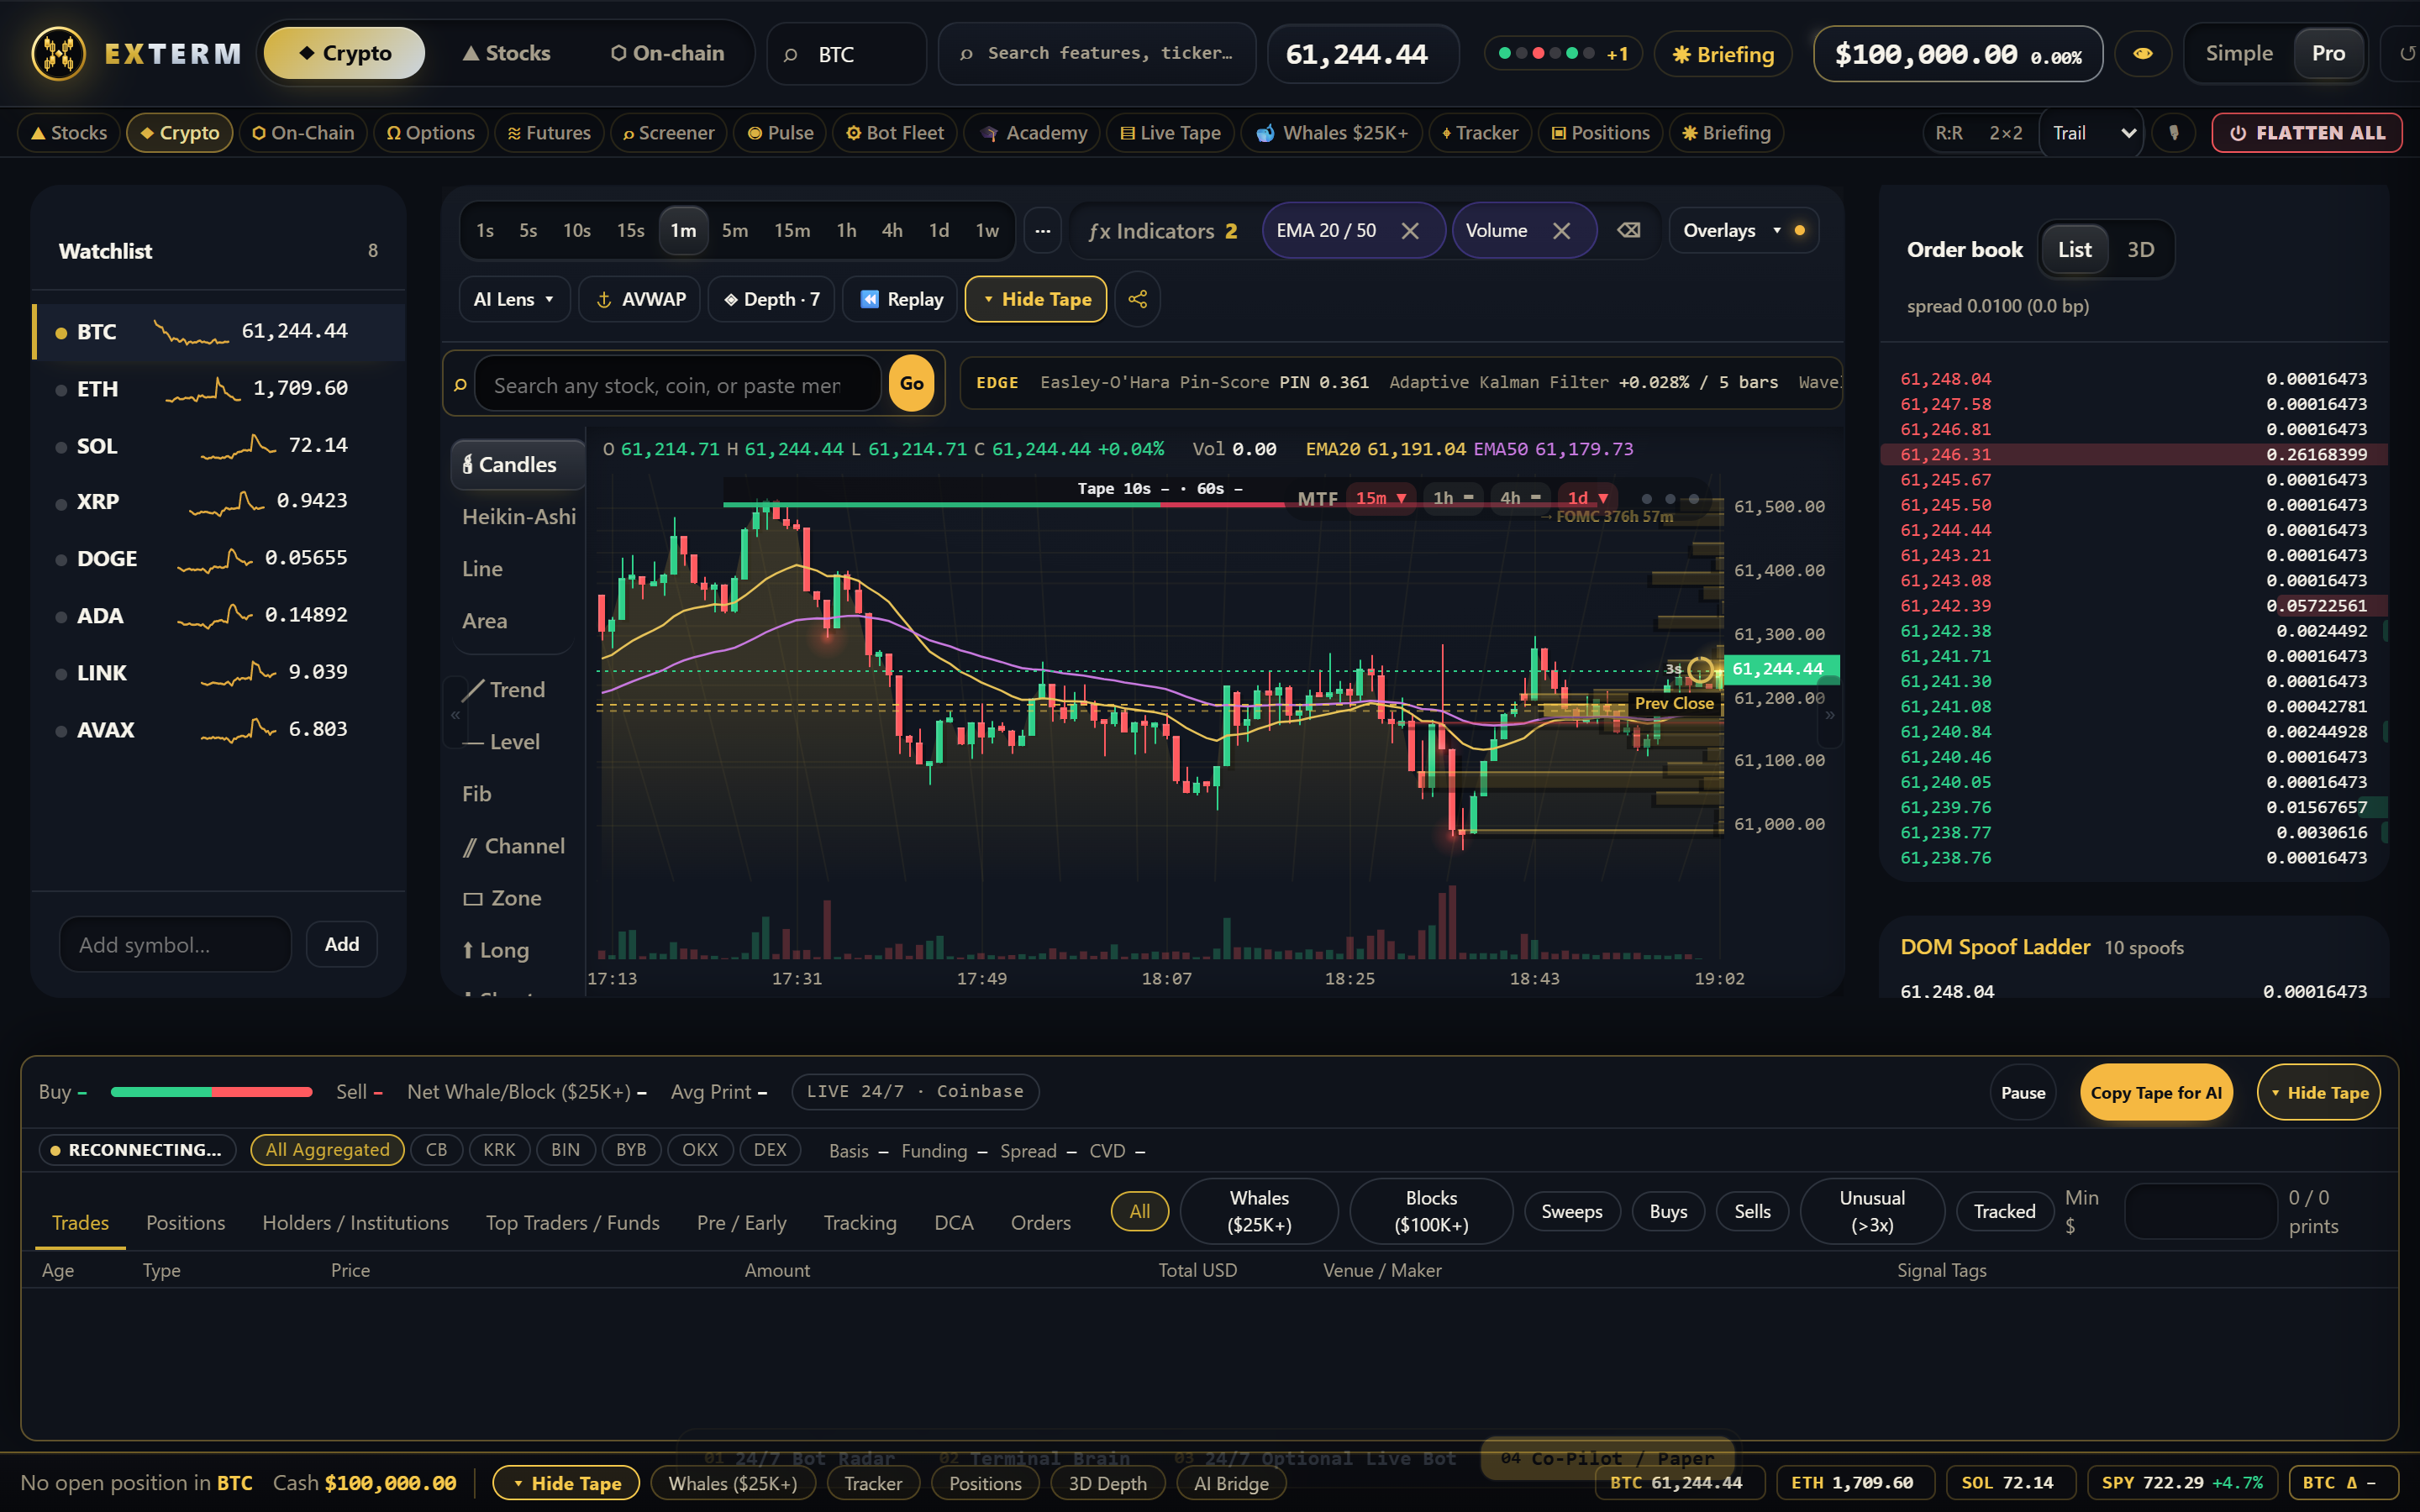 EXTERM
Crypto
Stocks
On-chain
BTC
Search features, ticker...
61,244.44
+1
Briefing
$100,000.00 0.00%
Simple
Pro
Stocks
Crypto
On-Chain
Options
Futures
Screener
Pulse
Bot Fleet
Academy
Live Tape
Whales $25K+
Tracker
Positions
Briefing
R:R 2×2
Trail
FLATTEN ALL
Watchlist 8
BTC 61,244.44
ETH 1,709.60
SOL 72.14
XRP 0.9423
DOGE 0.05655
ADA 0.14892
LINK 9.039
AVAX 6.803
Add symbol...
Add
1s 5s 10s 15s 1m 5m 15m 1h 4h 1d 1w
...
ƒx Indicators 2
EMA 20 / 50
Volume
Overlays
AI Lens
AVWAP
Depth · 7
Replay
Hide Tape
Search any stock, coin, or paste mer
Go
EDGE Easley-O'Hara Pin-Score PIN 0.361 Adaptive Kalman Filter +0.028% / 5 bars Wave
Candles
Heikin-Ashi
Line
Area
Trend
Level
Fib
Channel
Zone
Long
O 61,214.71 H 61,244.44 L 61,214.71 C 61,244.44 +0.04% Vol 0.00 EMA20 61,191.04 EMA50 61,179.73
Tape 10s – · 60s –
MTF 15m ▼ 1h – 4h – 1d ▼
→ FOMC 376h 57m
61,500.00
61,400.00
61,300.00
3s
61,244.44
61,200.00
Prev Close
61,100.00
61,000.00
17:13 17:31 17:49 18:07 18:25 18:43 19:02
Order book
List
3D
spread 0.0100 (0.0 bp)
61,248.04 0.00016473
61,247.58 0.00016473
61,246.81 0.00016473
61,246.31 0.26168399
61,245.67 0.00016473
61,245.50 0.00016473
61,244.44 0.00016473
61,243.21 0.00016473
61,243.08 0.00016473
61,242.39 0.05722561
61,242.38 0.0024492
61,241.71 0.00016473
61,241.30 0.00016473
61,241.08 0.00042781
61,240.84 0.00244928
61,240.46 0.00016473
61,240.05 0.00016473
61,239.76 0.01567657
61,238.77 0.0030616
61,238.76 0.00016473
DOM Spoof Ladder 10 spoofs
61,248.04 0.00016473
Buy –
Sell –
Net Whale/Block ($25K+) –
Avg Print –
LIVE 24/7 · Coinbase
Pause
Copy Tape for AI
Hide Tape
RECONNECTING...
All Aggregated
CB
KRK
BIN
BYB
OKX
DEX
Basis – Funding – Spread – CVD –
Trades
Positions
Holders / Institutions
Top Traders / Funds
Pre / Early
Tracking
DCA
Orders
All
Whales
($25K+)
Blocks
($100K+)
Sweeps
Buys
Sells
Unusual
(>3x)
Tracked
Min
$
0 / 0
prints
Age Type Price Amount Total USD Venue / Maker Signal Tags
01 24/7 Bot Radar 02 Terminal Brain 03 24/7 Optional Live Bot 04 Co-Pilot / Paper
No open position in BTC
Cash $100,000.00
Hide Tape
Whales ($25K+)
Tracker
Positions
3D Depth
AI Bridge
BTC 61,244.44
ETH 1,709.60
SOL 72.14
SPY 722.29 +4.7%
BTC Δ –